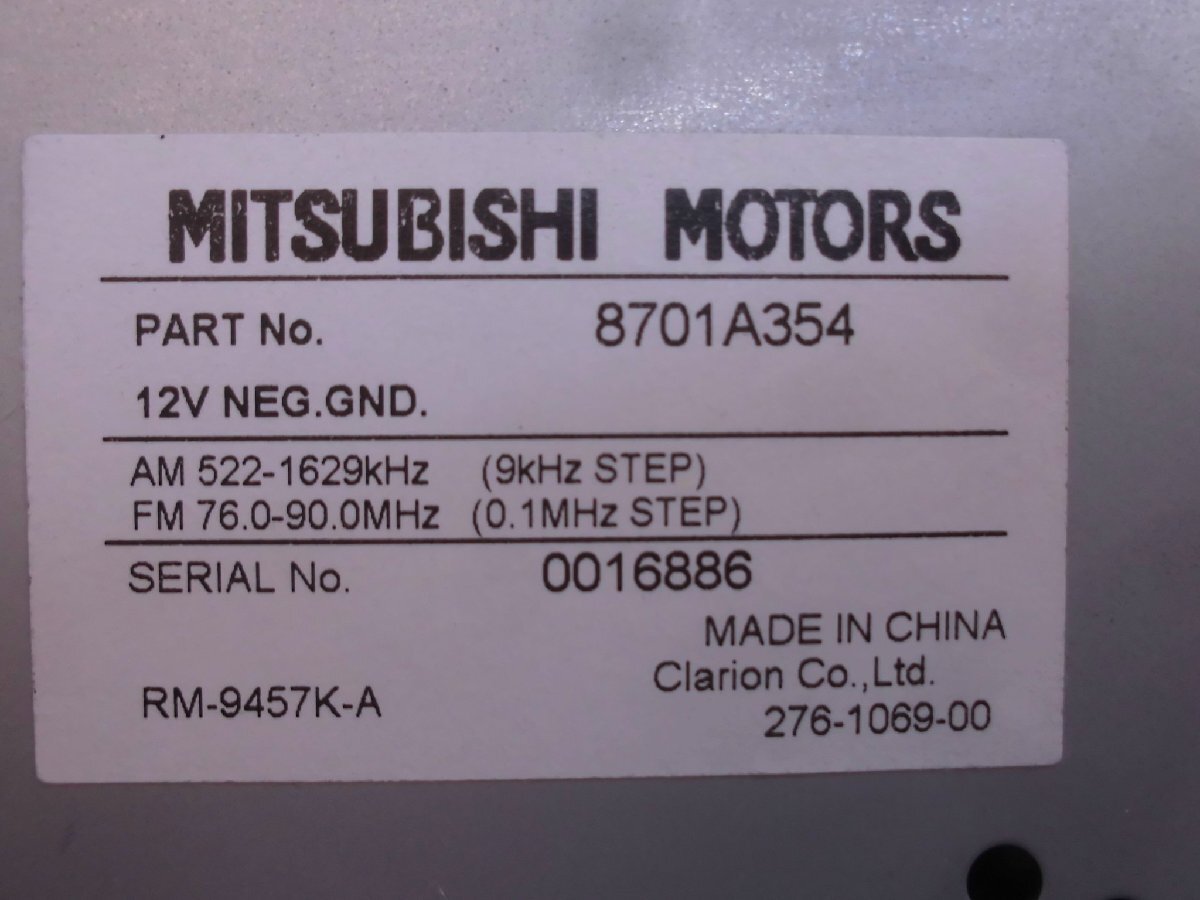 MITSUBISHI MOTORS
PART No. 8701A354
12V NEG.GND.
AM 522-1629kHz (9kHz STEP)
FM 76.0-90.0MHz (0.1MHz STEP)
SERIAL No. 0016886
MADE IN CHINA
Clarion Co.,Ltd.
RM-9457K-A 276-1069-00